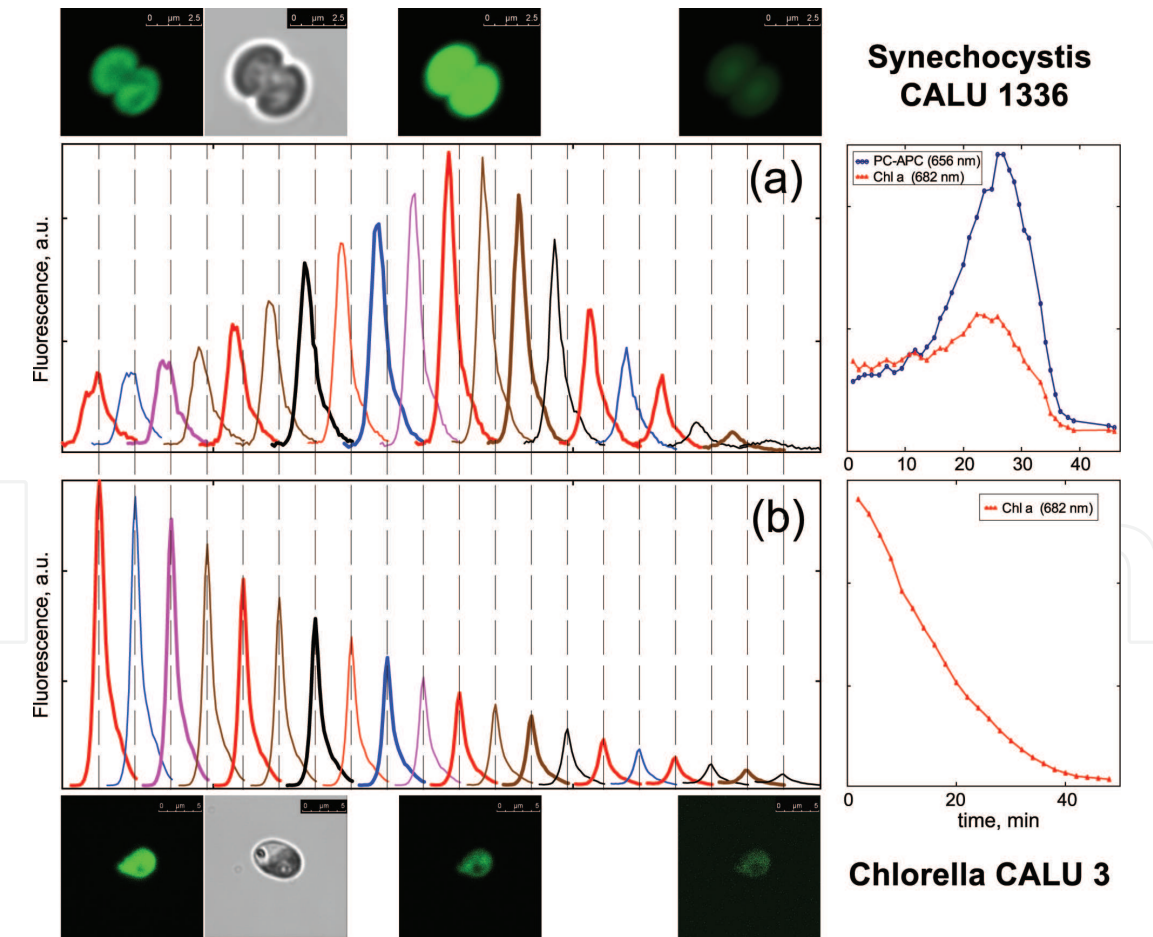 0 µm 2.5
0 µm 2.5
0 µm 2.5
0 µm 2.5
Synechocystis
CALU 1336
Fluorescence, a.u.
(a)
PC-APC (656 nm)
Chl a (682 nm)
0 10 20 30 40
Fluorescence, a.u.
(b)
Chl a (682 nm)
0 20 40
time, min
0 µm 5
0 µm 5
0 µm 5
0 µm 5
Chlorella CALU 3